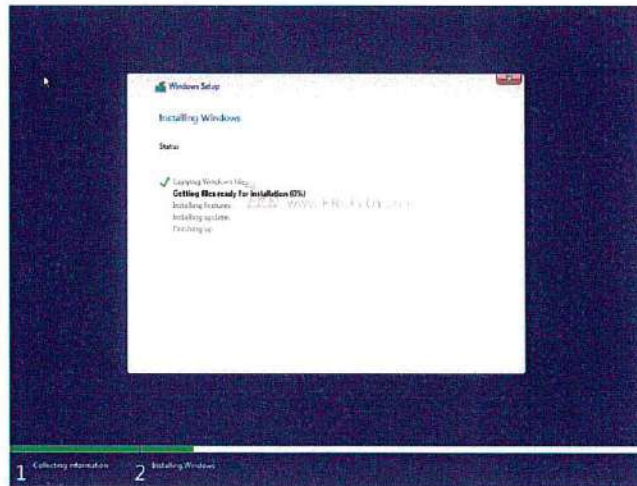 Windows Setup
Installing Windows
Status
Copying Windows files
Getting files ready for installation (0%)
Installing features
Installing updates
Finishing up
1 Collecting information
2 Installing Windows